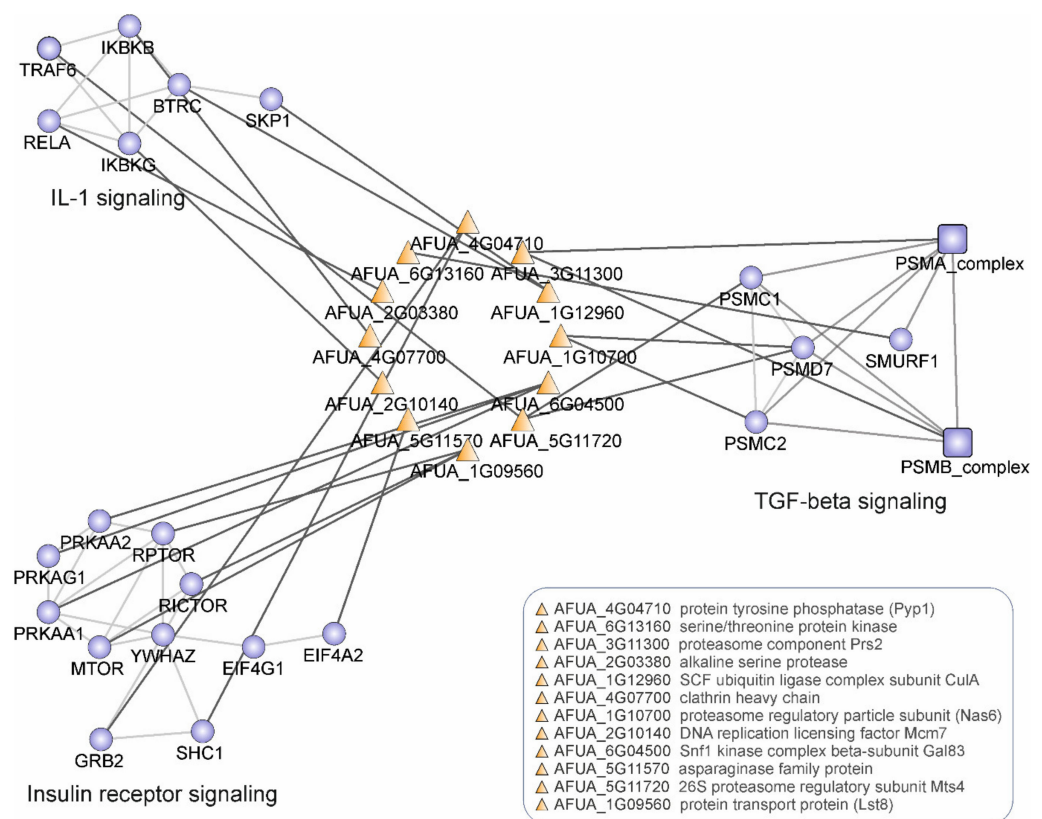 IKBKB
TRAF6
BTRC
SKP1
RELA
IKBKG
IL-1 signaling
AFUA_4G04710
AFUA_6G13160
AFUA_3G11300
AFUA_2G03380
AFUA_1G12960
AFUA_4G07700
AFUA_1G10700
AFUA_2G10140
AFUA_6G04500
AFUA_5G11570
AFUA_5G11720
AFUA_1G09560
PSMA_complex
PSMC1
SMURF1
PSMD7
PSMC2
PSMB_complex
TGF-beta signaling
PRKAA2
RPTOR
PRKAG1
RICTOR
PRKAA1
MTOR
YWHAZ
EIF4G1
EIF4A2
GRB2
SHC1
Insulin receptor signaling
AFUA_4G04710 protein tyrosine phosphatase (Pyp1)
AFUA_6G13160 serine/threonine protein kinase
AFUA_3G11300 proteasome component Prs2
AFUA_2G03380 alkaline serine protease
AFUA_1G12960 SCF ubiquitin ligase complex subunit CulA
AFUA_4G07700 clathrin heavy chain
AFUA_1G10700 proteasome regulatory particle subunit (Nas6)
AFUA_2G10140 DNA replication licensing factor Mcm7
AFUA_6G04500 Snf1 kinase complex beta-subunit Gal83
AFUA_5G11570 asparaginase family protein
AFUA_5G11720 26S proteasome regulatory subunit Mts4
AFUA_1G09560 protein transport protein (Lst8)